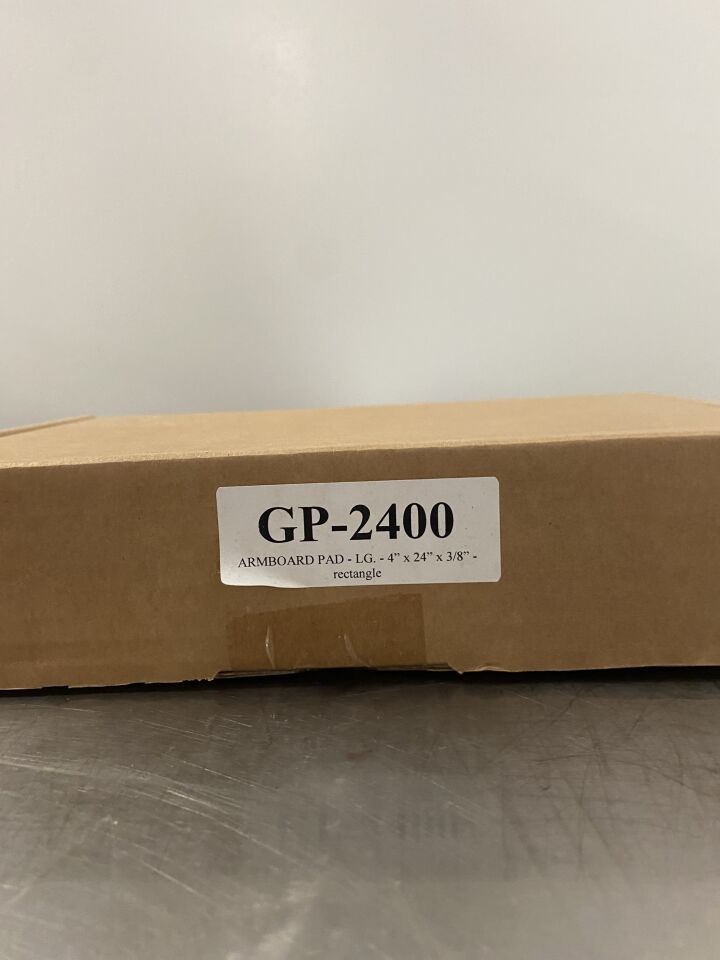 GP-2400
ARMBOARD PAD - LG. - 4” x 24” x 3/8” -
rectangle